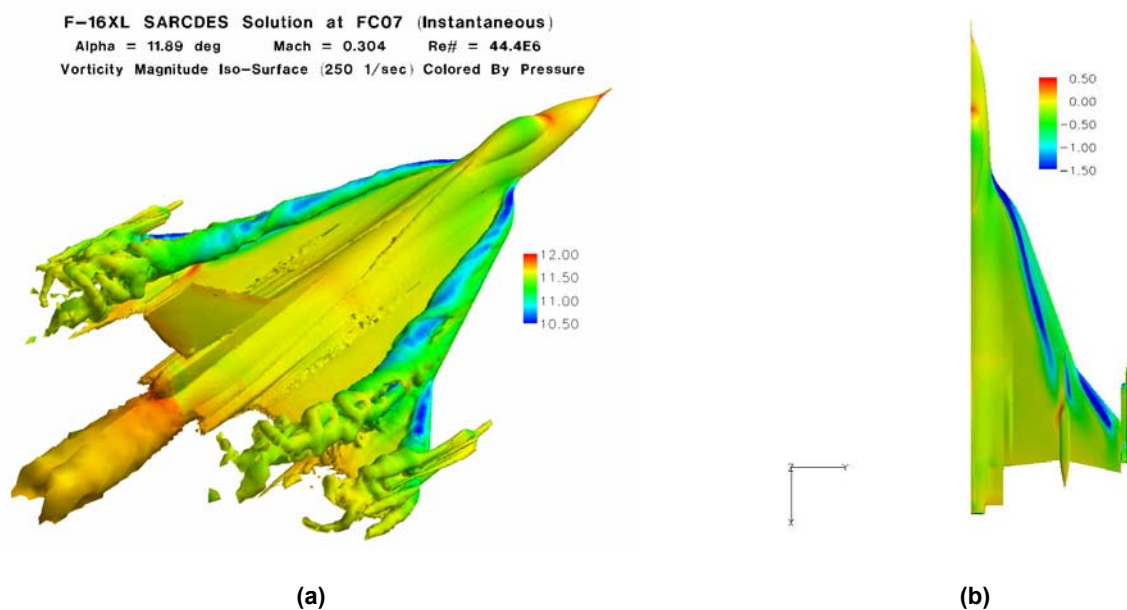 F-16XL SARCDES Solution at FC07 (Instantaneous)
Alpha = 11.89 deg Mach = 0.304 Re# = 44.4E6
Vorticity Magnitude Iso-Surface (250 1/sec) Colored By Pressure
12.00
11.50
11.00
10.50
(a)
0.50
0.00
-0.50
-1.00
-1.50
Z Y
X
(b)